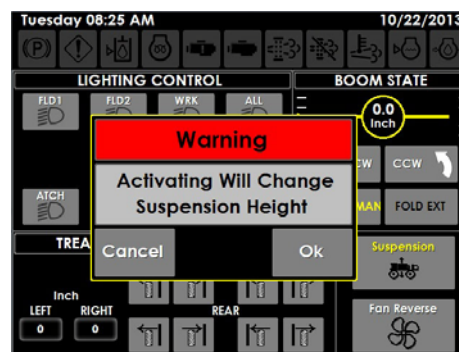 Tuesday 08:25 AM 10/22/2013
(P)
LIGHTING CONTROL BOOM STATE
FLD1 FLD2 WRK ALL
0.0
Inch
Warning
CW CCW
Activating Will Change
Suspension Height
ATCH MAN FOLD EXT
TREA
Cancel Ok
Suspension
Inch
LEFT RIGHT REAR
Fan Reverse
0 0